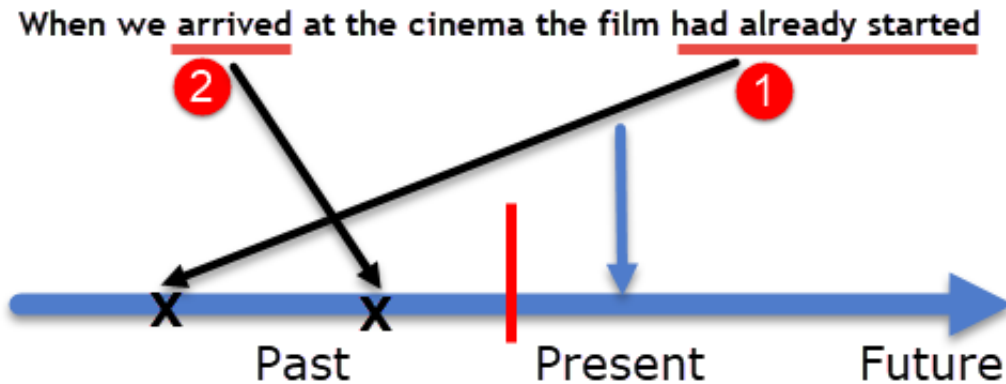 When we arrived at the cinema the film had already started
2 1
X X
Past Present Future